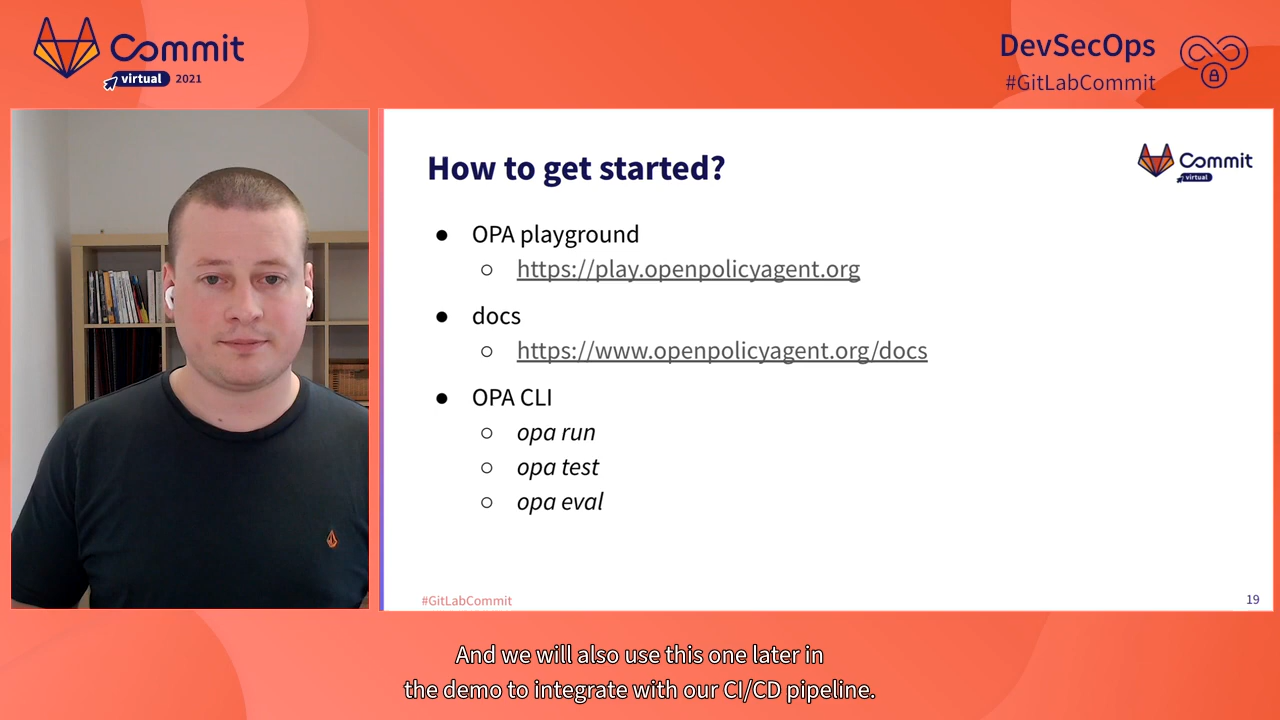 Commit
virtual 2021
DevSecOps
#GitLabCommit
How to get started?
Commit
virtual
● OPA playground
○ https://play.openpolicyagent.org
● docs
○ https://www.openpolicyagent.org/docs
● OPA CLI
○ opa run
○ opa test
○ opa eval
#GitLabCommit
19
And we will also use this one later in
the demo to integrate with our CI/CD pipeline.